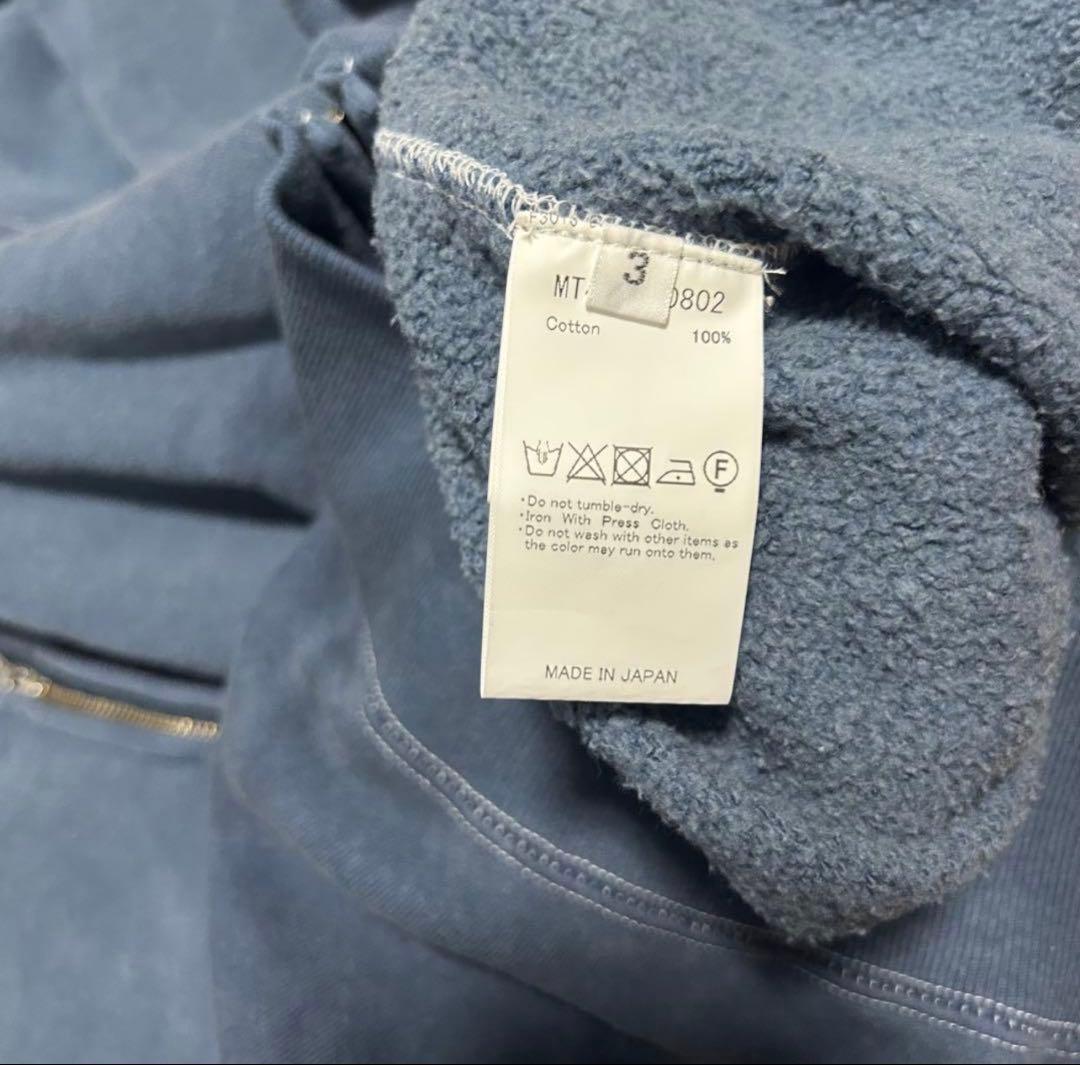 3
MT 0802
Cotton 100%
F
*Do not tumble-dry.
*Iron With Press Cloth.
*Do not wash with other items as
the color may run onto them.
MADE IN JAPAN